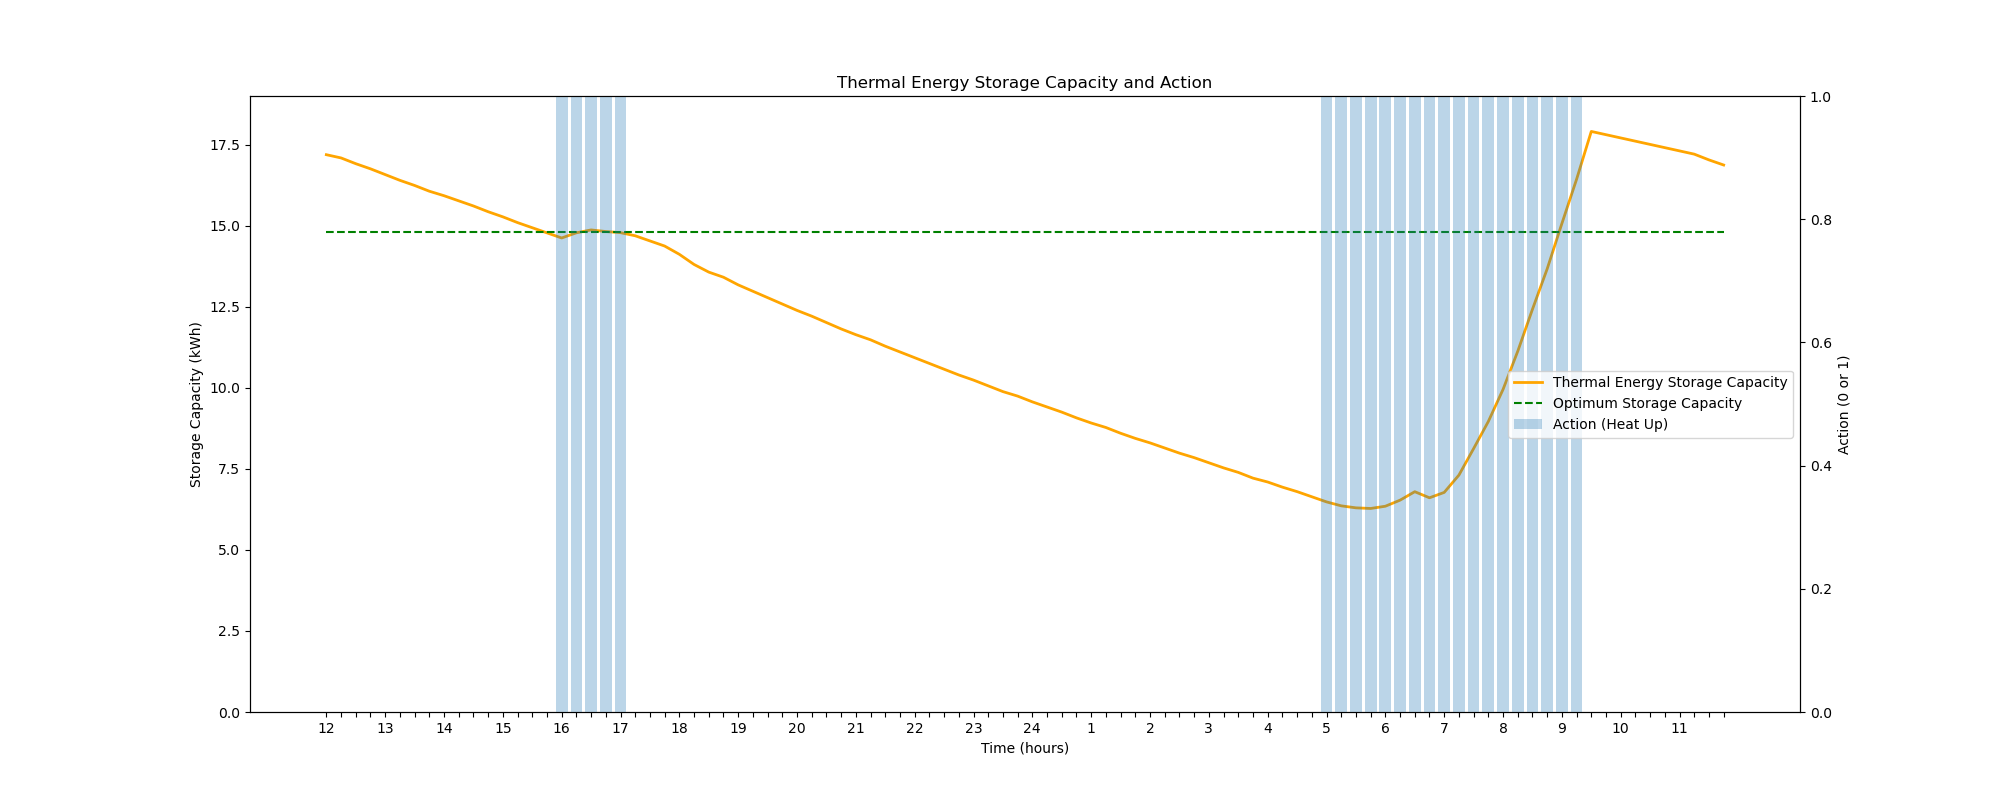 Thermal Energy Storage Capacity and Action
Storage Capacity (kWh)
17.5
15.0
12.5
10.0
7.5
5.0
2.5
0.0
1.0
0.8
0.6
0.4
0.2
0.0
Action (0 or 1)
Thermal Energy Storage Capacity
Optimum Storage Capacity
Action (Heat Up)
12 13 14 15 16 17 18 19 20 21 22 23 24 1 2 3 4 5 6 7 8 9 10 11
Time (hours)